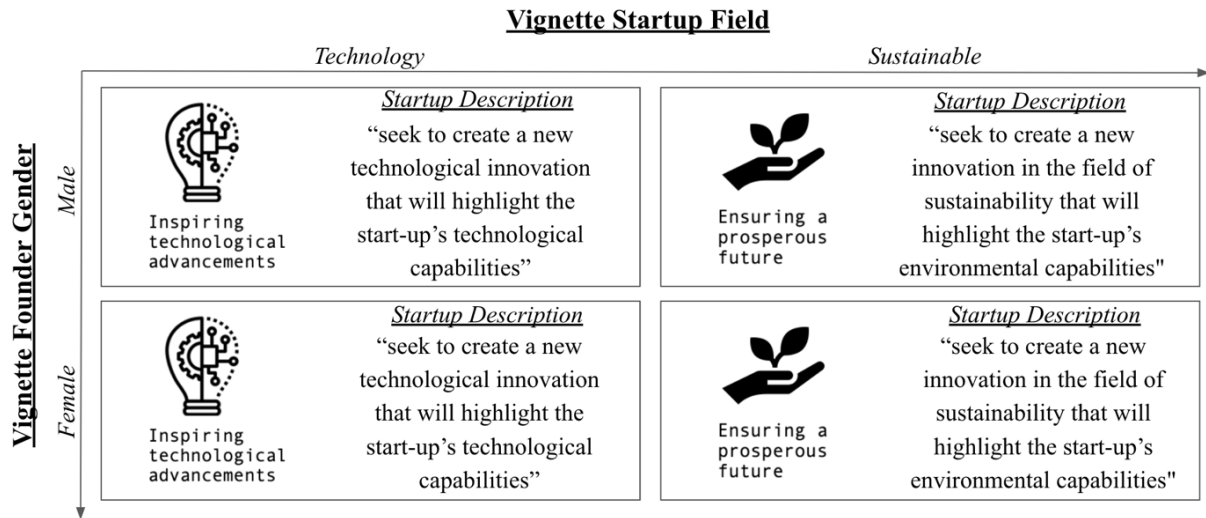 Vignette Startup Field
Technology
Sustainable
Vignette Founder Gender
Male
Inspiring
technological
advancements
Startup Description
“seek to create a new
technological innovation
that will highlight the
start-up’s technological
capabilities”
Ensuring a
prosperous
future
Startup Description
“seek to create a new
innovation in the field of
sustainability that will
highlight the start-up’s
environmental capabilities"
Female
Inspiring
technological
advancements
Startup Description
“seek to create a new
technological innovation
that will highlight the
start-up’s technological
capabilities”
Ensuring a
prosperous
future
Startup Description
“seek to create a new
innovation in the field of
sustainability that will
highlight the start-up’s
environmental capabilities"